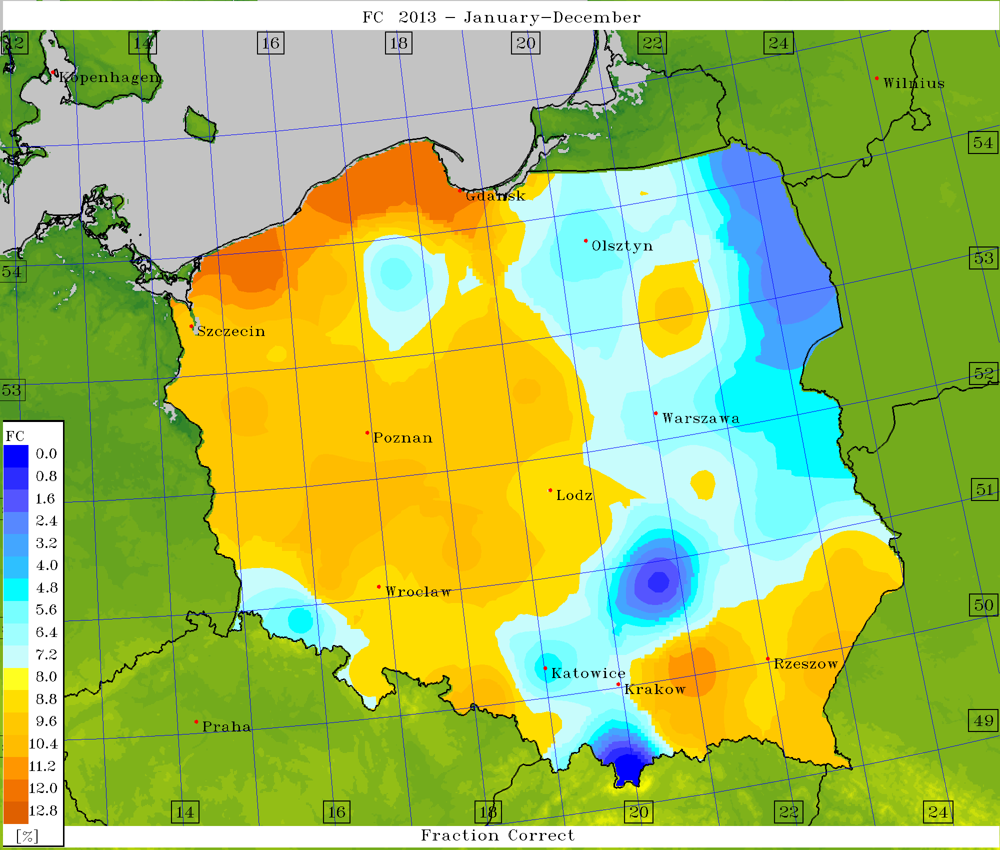 FC 2013 - January-December
12 14 16 18 20 22 24
Kopenhagen
Wilnius
54
Gdansk
Olsztyn
53
54
Szczecin
52
53
Warszawa
FC
Poznan
0.0
0.8
51
Lodz
1.6
2.4
3.2
4.0
4.8
Wroclaw
50
5.6
6.4
7.2
Rzeszow
Katowice
8.0
Krakow
8.8
9.6
49
Praha
10.4
11.2
12.0
12.8
14 16 18 20 22 24
[%]
Fraction Correct